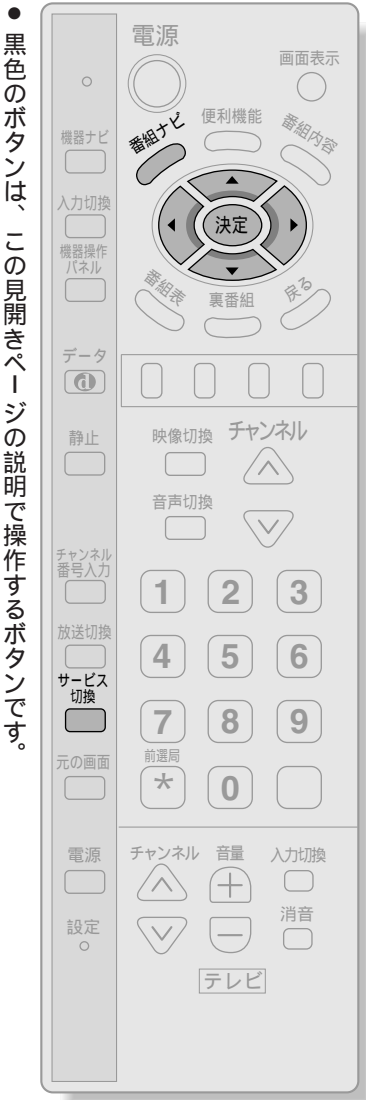 ● 黒色のボタンは、この見開きページの説明で操作するボタンです。
電源
画面表示
機器ナビ
番組ナビ
便利機能
番組内容
入力切換
決定
機器操作
パネル
番組表
裏番組
戻る
データ
d
静止
映像切換
チャンネル
音声切換
チャンネル
番号入力
1 2 3
放送切換
4 5 6
サービス
切換
7 8 9
元の画面
前選局
* 0
電源
チャンネル 音量 入力切換
+
設定
消音
−
テレビ